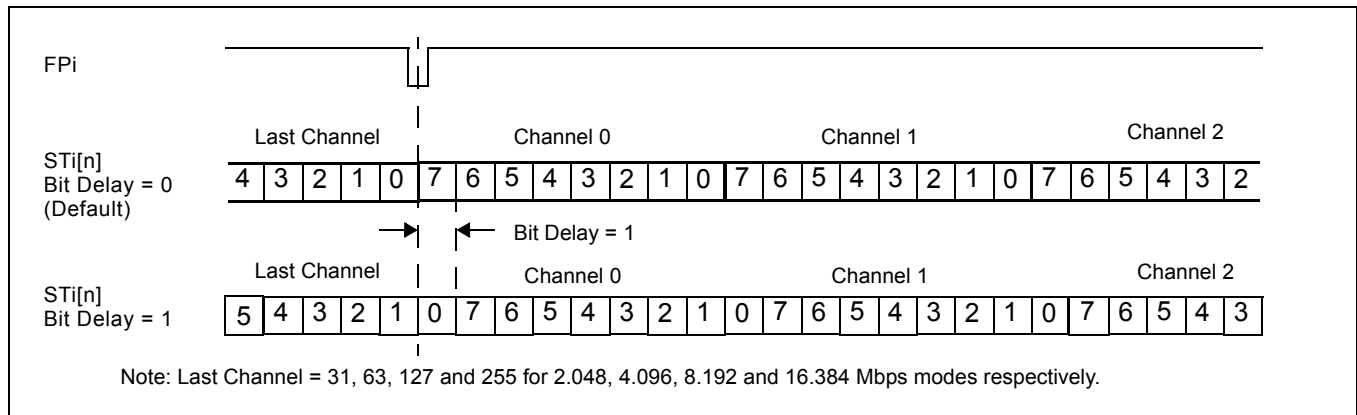 FPi
Last Channel Channel 0 Channel 1 Channel 2
STi[n]
Bit Delay = 0
(Default)
4 3 2 1 0 7 6 5 4 3 2 1 0 7 6 5 4 3 2 1 0 7 6 5 4 3 2
Bit Delay = 1
Last Channel Channel 0 Channel 1 Channel 2
STi[n]
Bit Delay = 1
5 4 3 2 1 0 7 6 5 4 3 2 1 0 7 6 5 4 3 2 1 0 7 6 5 4 3
Note: Last Channel = 31, 63, 127 and 255 for 2.048, 4.096, 8.192 and 16.384 Mbps modes respectively.